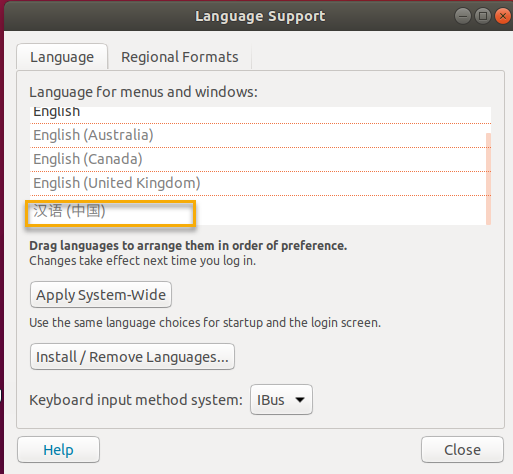 Language Support
Language Regional Formats
Language for menus and windows:
English
English (Australia)
English (Canada)
English (United Kingdom)
汉语 (中国)
Drag languages to arrange them in order of preference.
Changes take effect next time you log in.
Apply System-Wide
Use the same language choices for startup and the login screen.
Install / Remove Languages...
Keyboard input method system: IBus
Help Close